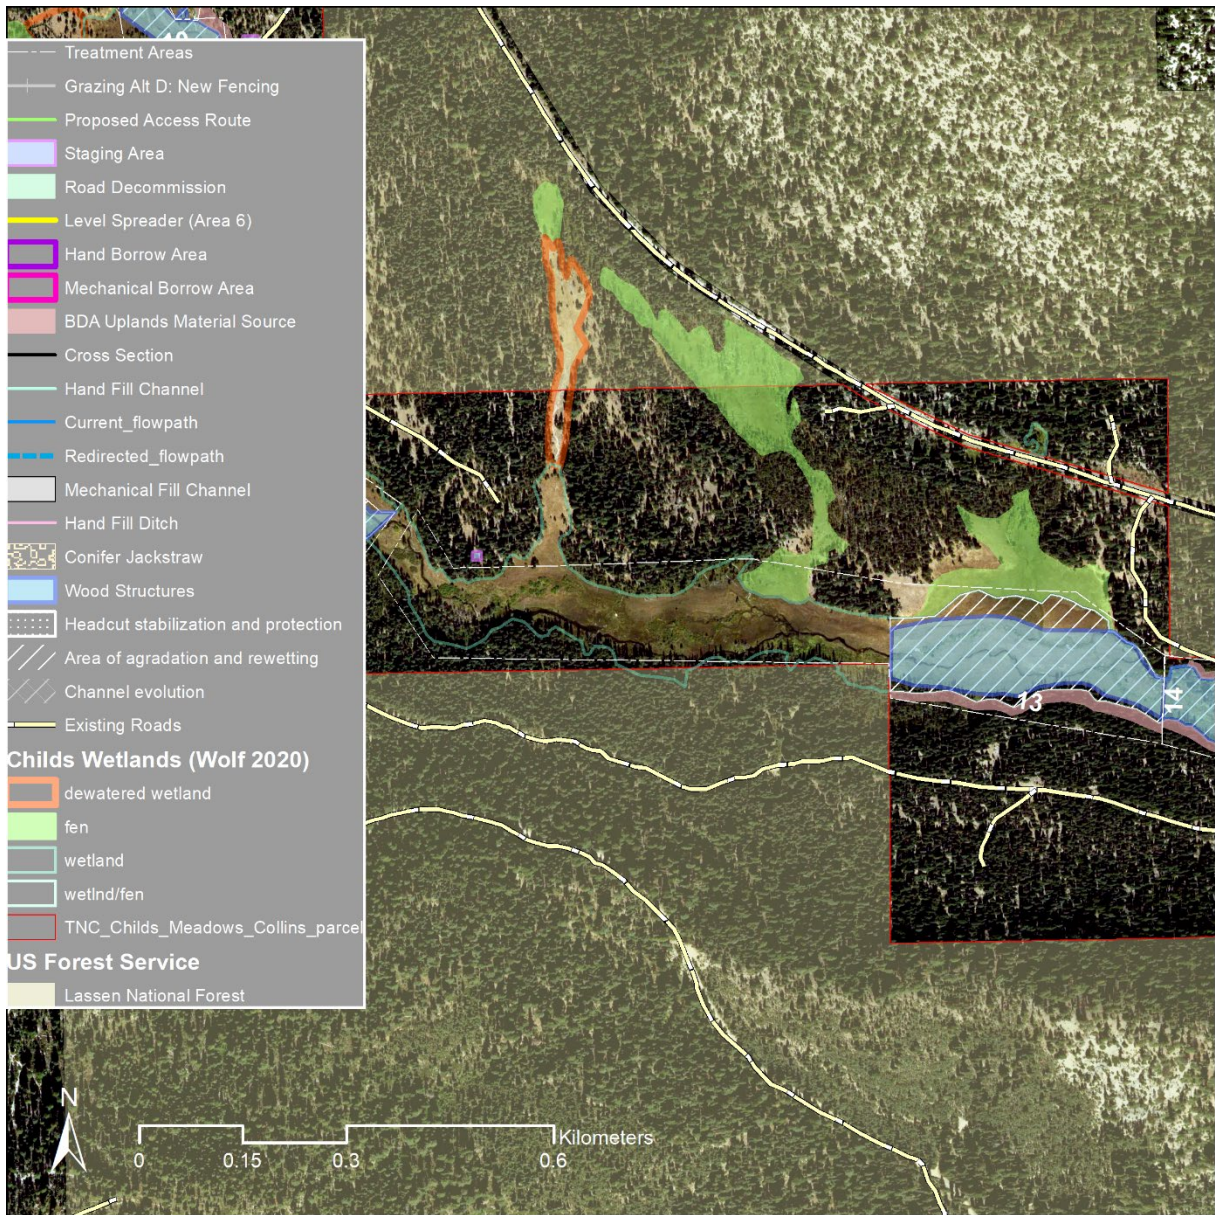 Treatment Areas
Grazing Alt D: New Fencing
Proposed Access Route
Staging Area
Road Decommission
Level Spreader (Area 6)
Hand Borrow Area
Mechanical Borrow Area
BDA Uplands Material Source
Cross Section
Hand Fill Channel
Current_flowpath
Redirected_flowpath
Mechanical Fill Channel
Hand Fill Ditch
Conifer Jackstraw
Wood Structures
Headcut stabilization and protection
Area of agradation and rewetting
Channel evolution
Existing Roads
Childs Wetlands (Wolf 2020)
dewatered wetland
fen
wetland
wetlnd/fen
TNC_Childs_Meadows_Collins_parcel
US Forest Service
Lassen National Forest
13
14
N
Kilometers
0 0.15 0.3 0.6